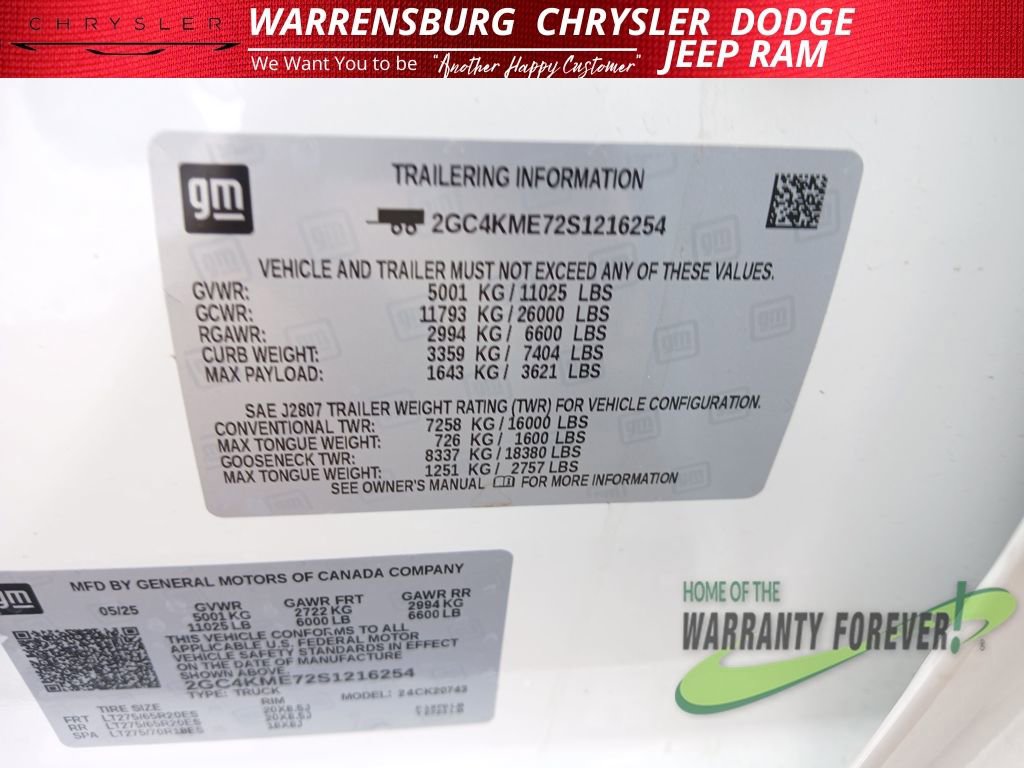 CHRYSLER
WARRENSBURG CHRYSLER DODGE
JEEP RAM
We Want You to be "Another Happy Customer"
gm
TRAILERING INFORMATION
2GC4KME72S1216254
VEHICLE AND TRAILER MUST NOT EXCEED ANY OF THESE VALUES.
GVWR: 5001 KG / 11025 LBS
GCWR: 11793 KG / 26000 LBS
RGAWR: 2994 KG / 6600 LBS
CURB WEIGHT: 3359 KG / 7404 LBS
MAX PAYLOAD: 1643 KG / 3621 LBS
SAE J2807 TRAILER WEIGHT RATING (TWR) FOR VEHICLE CONFIGURATION.
CONVENTIONAL TWR: 7258 KG / 16000 LBS
MAX TONGUE WEIGHT: 726 KG / 1600 LBS
GOOSENECK TWR: 8337 KG / 18380 LBS
MAX TONGUE WEIGHT: 1251 KG / 2757 LBS
SEE OWNER'S MANUAL FOR MORE INFORMATION
gm
MFD BY GENERAL MOTORS OF CANADA COMPANY
05/25 GVWR GAWR FRT GAWR RR
5001 KG 2722 KG 2994 KG
11025 LB 6000 LB 6600 LB
THIS VEHICLE CONFORMS TO ALL
APPLICABLE U.S. FEDERAL MOTOR
VEHICLE SAFETY STANDARDS IN EFFECT
ON THE DATE OF MANUFACTURE
SHOWN ABOVE.
2GC4KME72S1216254
TYPE: TRUCK MODEL: 24CK20743
TIRE SIZE RIM
FRT LT275/65R20ES
RR LT275/65R20ES
SPA LT275/70R18ES 18X8J
HOME OF THE
WARRANTY FOREVER!®